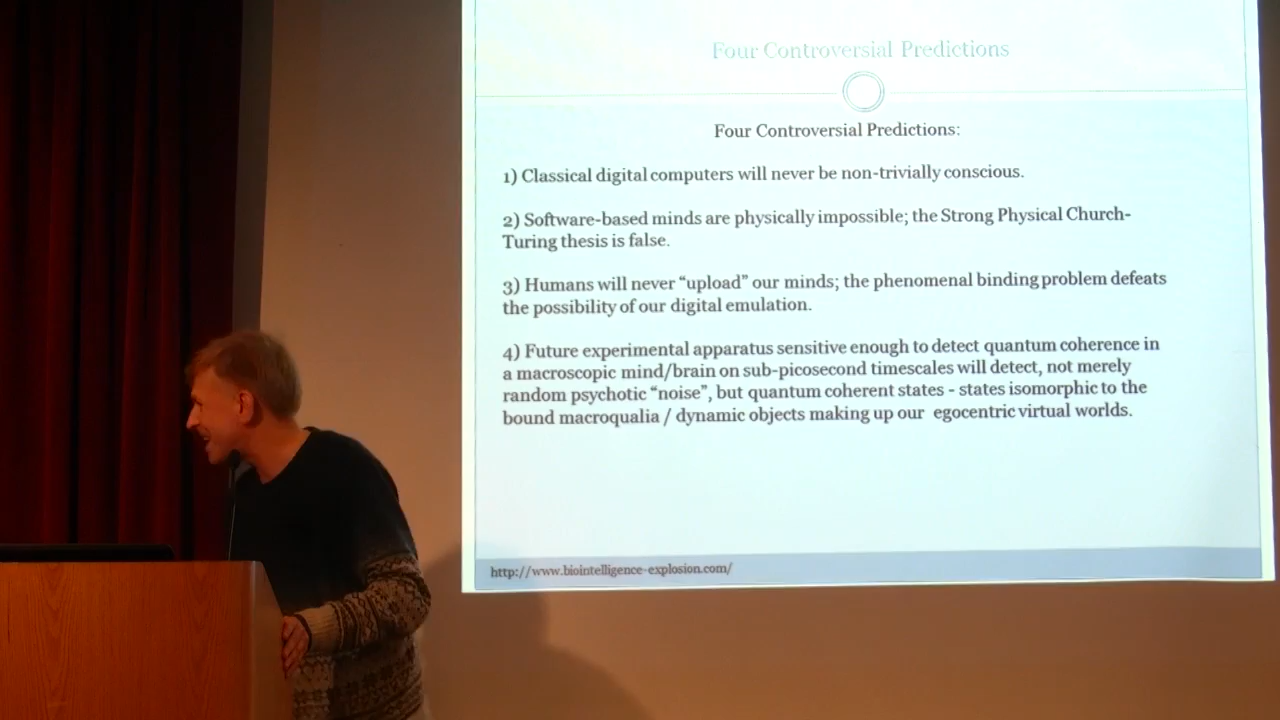 Four Controversial Predictions
Four Controversial Predictions:
1) Classical digital computers will never be non-trivially conscious.
2) Software-based minds are physically impossible; the Strong Physical Church-
Turing thesis is false.
3) Humans will never “upload” our minds; the phenomenal binding problem defeats
the possibility of our digital emulation.
4) Future experimental apparatus sensitive enough to detect quantum coherence in
a macroscopic mind/brain on sub-picosecond timescales will detect, not merely
random psychotic “noise”, but quantum coherent states - states isomorphic to the
bound macroqualia / dynamic objects making up our egocentric virtual worlds.
http://www.biointelligence-explosion.com/